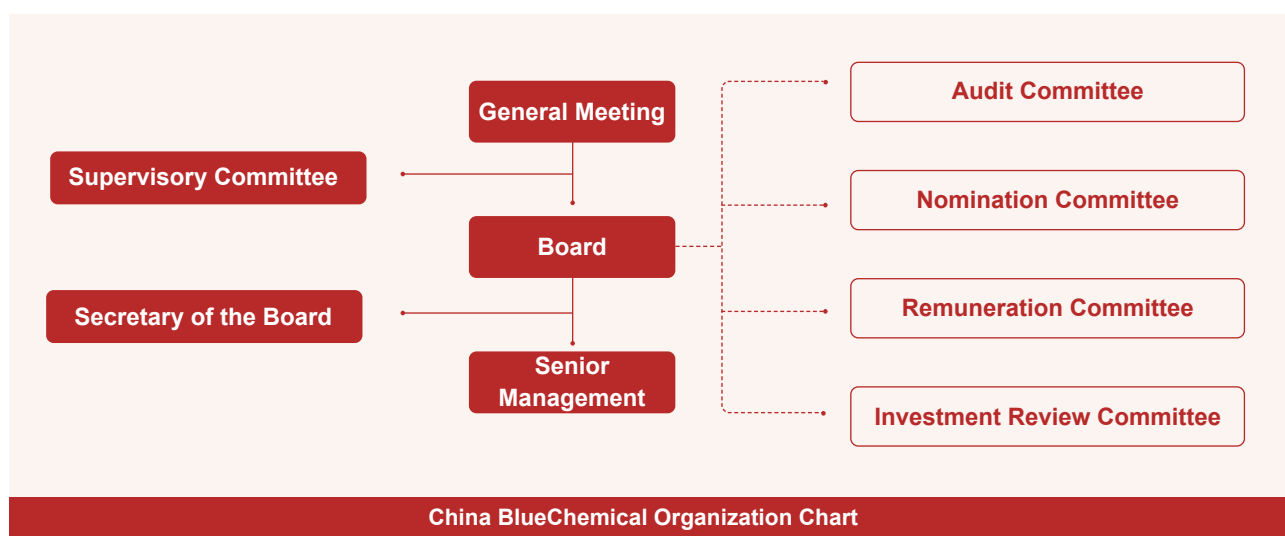 General Meeting
Supervisory Committee
Board
Secretary of the Board
Senior
Management
Audit Committee
Nomination Committee
Remuneration Committee
Investment Review Committee
China BlueChemical Organization Chart